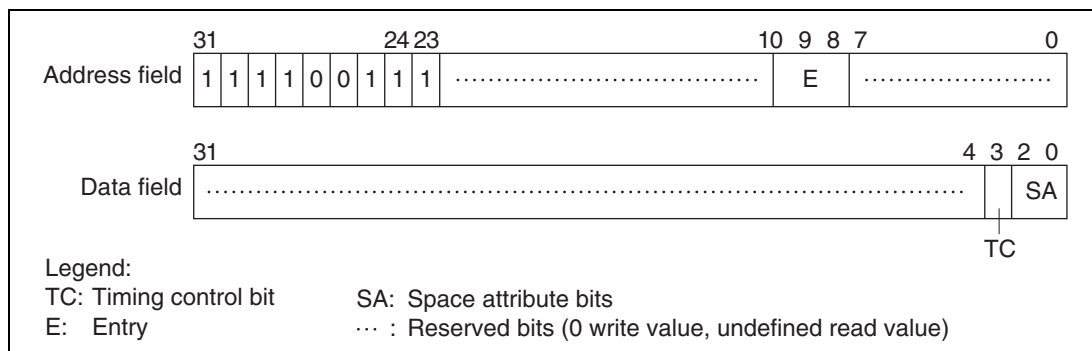 31 24 23 10 9 8 7 0
Address field 1 1 1 1 0 0 1 1 1 ········· E ·········
31 4 3 2 0
Data field ········· SA
TC
Legend:
TC: Timing control bit SA: Space attribute bits
E: Entry ··· : Reserved bits (0 write value, undefined read value)